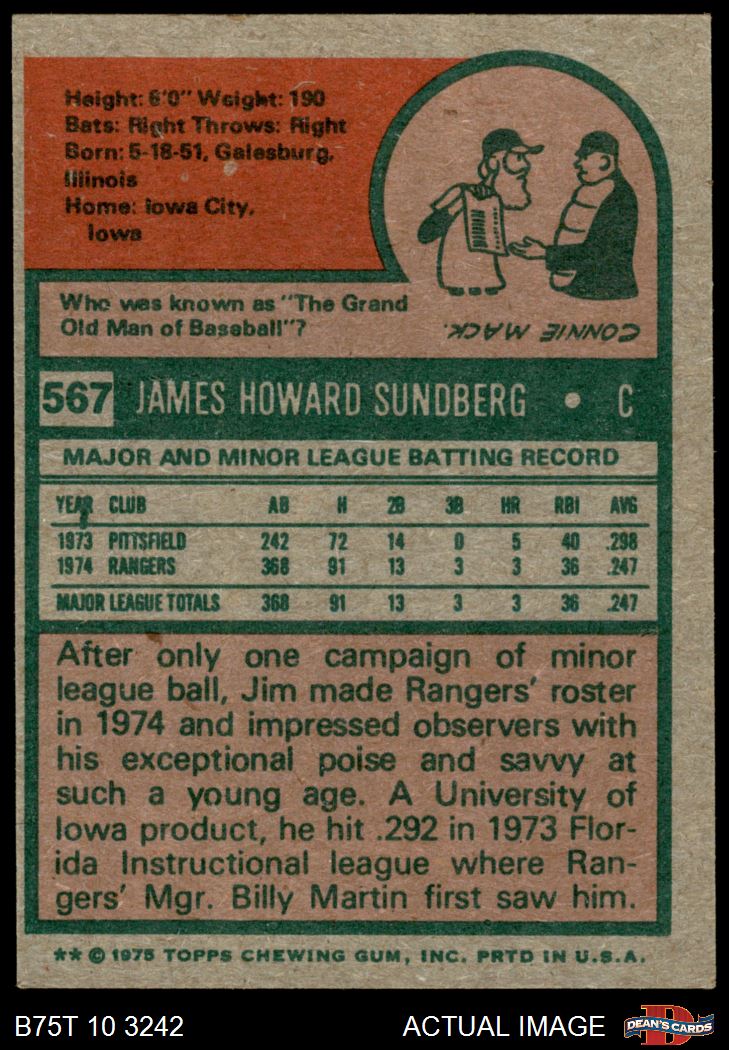 Height: 6'0" Weight: 190
Bats: Right Throws: Right
Born: 5-18-51, Galesburg,
Illinois
Home: Iowa City,
Iowa
Who was known as "The Grand
Old Man of Baseball"?
CONNIE MACK.
567 JAMES HOWARD SUNDBERG • C
MAJOR AND MINOR LEAGUE BATTING RECORD
YEAR CLUB AB H 2B 3B HR RBI AVG
1973 PITTSFIELD 242 72 14 0 5 40 .298
1974 RANGERS 368 91 13 3 3 36 .247
MAJOR LEAGUE TOTALS 368 91 13 3 3 36 .247
After only one campaign of minor
league ball, Jim made Rangers' roster
in 1974 and impressed observers with
his exceptional poise and savvy at
such a young age. A University of
Iowa product, he hit .292 in 1973 Flor-
ida Instructional league where Ran-
gers' Mgr. Billy Martin first saw him.
** © 1975 TOPPS CHEWING GUM, INC. PRTD IN U.S.A.
B75T 10 3242 ACTUAL IMAGE
D
DEAN'S CARDS